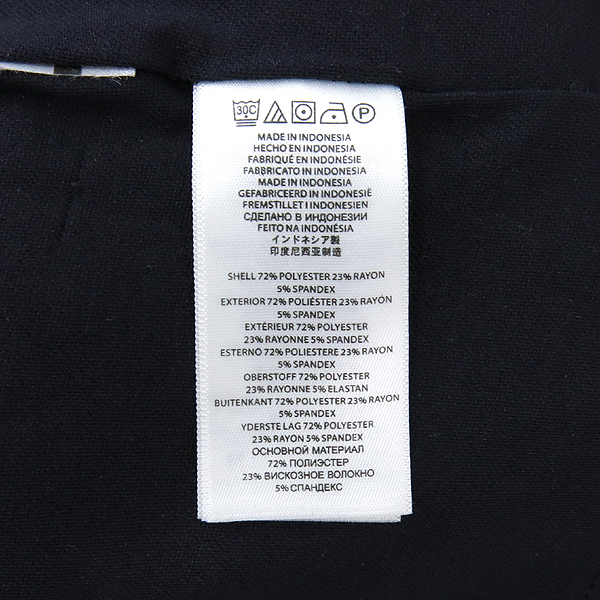 30C P
MADE IN INDONESIA
HECHO EN INDONESIA
FABRIQUÉ EN INDONÉSIE
FABBRICATO IN INDONESIA
MADE IN INDONESIA
GEFABRICEERD IN INDONESIË
FREMSTILLET I INDONESIEN
СДЕЛАНО В ИНДОНЕЗИИ
FEITO NA INDONÉSIA
インドネシア製
印度尼西亚制造
SHELL 72% POLYESTER 23% RAYON
5% SPANDEX
EXTERIOR 72% POLIÉSTER 23% RAYÓN
5% SPANDEX
EXTÉRIEUR 72% POLYESTER
23% RAYONNE 5% SPANDEX
ESTERNO 72% POLIESTERE 23% RAYON
5% SPANDEX
OBERSTOFF 72% POLYESTER
23% RAYONNE 5% ELASTAN
BUITENKANT 72% POLYESTER 23% RAYON
5% SPANDEX
YDERSTE LAG 72% POLYESTER
23% RAYON 5% SPANDEX
ОСНОВНОЙ МАТЕРИАЛ
72% ПОЛИЭСТЕР
23% ВИСКОЗНОЕ ВОЛОКНО
5% СПАНДЕКС